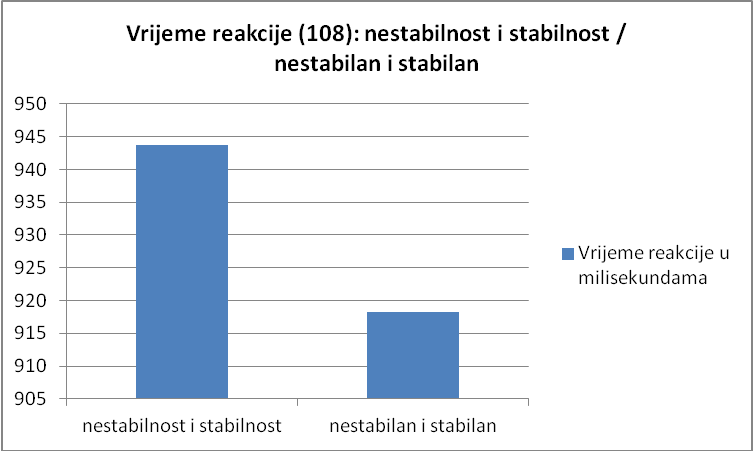 Vrijeme reakcije (108): nestabilnost i stabilnost /
nestabilan i stabilan
950
945
940
935
930
925
920
915
910
905
nestabilnost i stabilnost
nestabilan i stabilan
Vrijeme reakcije u
milisekundama